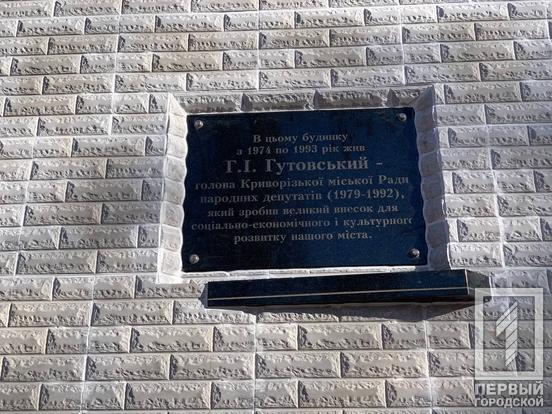 В цьому будинку
з 1974 по 1993 рік жив
Г.І. Гутовський -
голова Криворізької міської Ради
народних депутатів (1979-1992),
який зробив великий внесок для
соціально-економічного і культурного
розвитку нашого міста.
1
ПЕРВЫЙ
ГОРОДСКОЙ